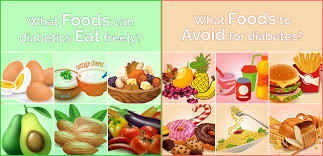 What Foods can
diabetics Eat freely?
What Foods to
Avoid for diabetes?
cottage cheese